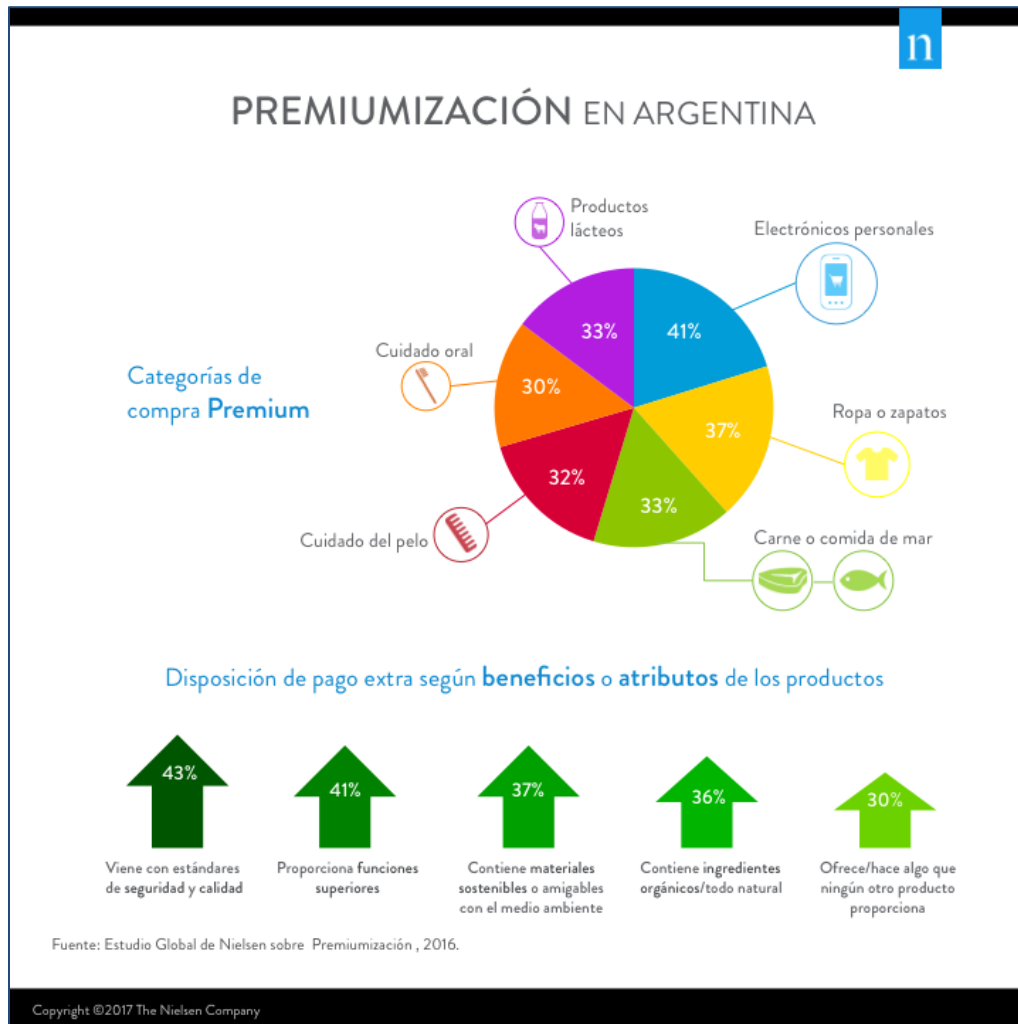 n
PREMIUMIZACIÓN EN ARGENTINA
Productos
lácteos
Electrónicos personales
33%
41%
Cuidado oral
Categorías de
compra Premium
30%
37%
Ropa o zapatos
32%
33%
Cuidado del pelo
Carne o comida de mar
Disposición de pago extra según beneficios o atributos de los productos
43%
41%
37%
36%
30%
Viene con estándares
de seguridad y calidad
Proporciona funciones
superiores
Contiene materiales
sostenibles o amigables
con el medio ambiente
Contiene ingredientes
orgánicos/todo natural
Ofrece/hace algo que
ningún otro producto
proporciona
Fuente: Estudio Global de Nielsen sobre Premiumización , 2016.
Copyright ©2017 The Nielsen Company